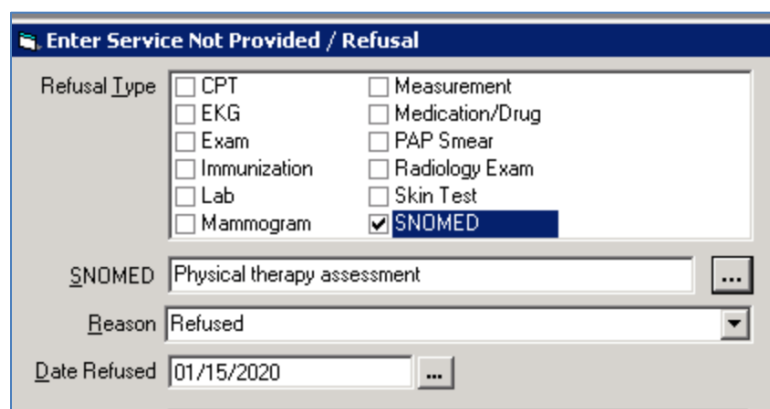 Enter Service Not Provided / Refusal
Refusal Type
CPT Measurement
EKG Medication/Drug
Exam PAP Smear
Immunization Radiology Exam
Lab Skin Test
Mammogram SNOMED
SNOMED Physical therapy assessment ...
Reason Refused
Date Refused 01/15/2020 ...